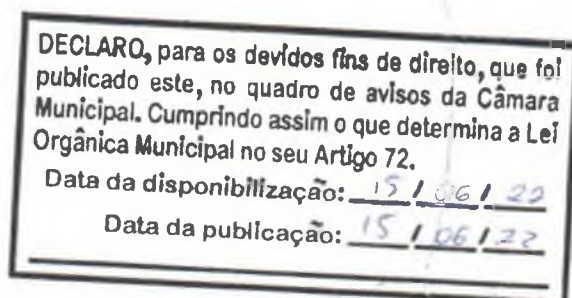 DECLARO, para os devidos fins de direito, que foi
publicado este, no quadro de avisos da Câmara
Municipal. Cumprindo assim o que determina a Lei
Orgânica Municipal no seu Artigo 72.
Data da disponibilização: 15 / 06 / 22
Data da publicação: 15 / 06 / 22